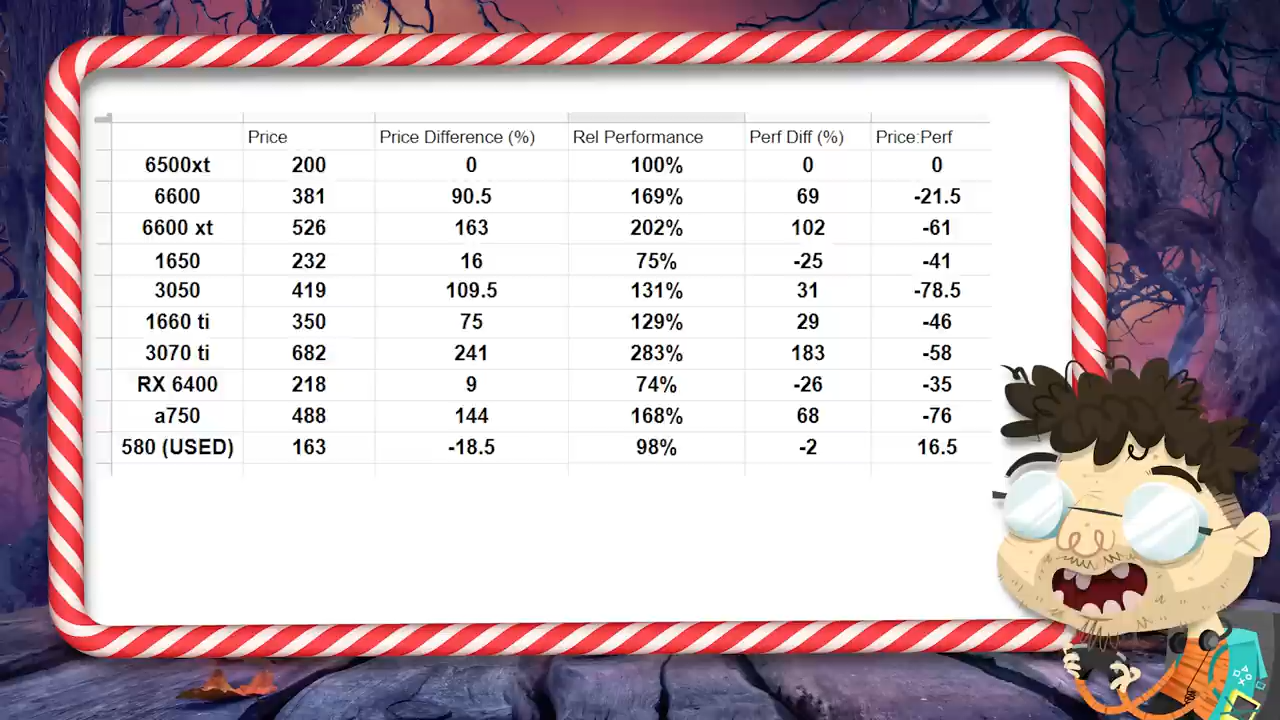 Price Price Difference (%) Rel Performance Perf Diff (%) Price:Perf
6500xt 200 0 100% 0 0
6600 381 90.5 169% 69 -21.5
6600 xt 526 163 202% 102 -61
1650 232 16 75% -25 -41
3050 419 109.5 131% 31 -78.5
1660 ti 350 75 129% 29 -46
3070 ti 682 241 283% 183 -58
RX 6400 218 9 74% -26 -35
a750 488 144 168% 68 -76
580 (USED) 163 -18.5 98% -2 16.5